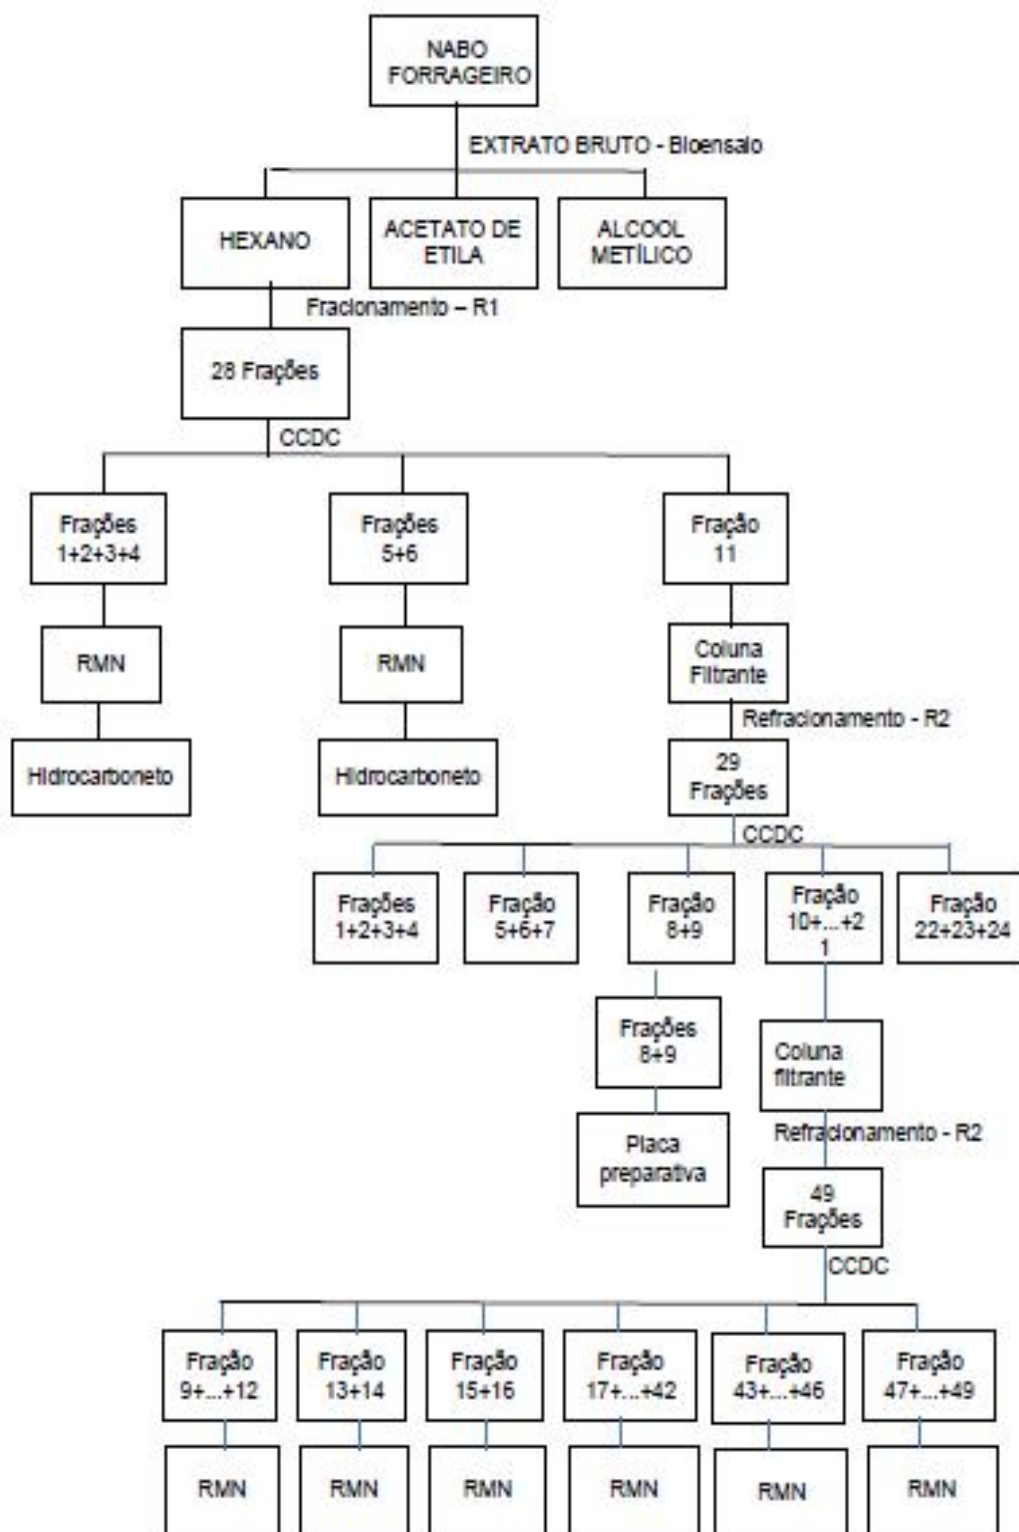 NABO
FORRAGEIRO
EXTRATO BRUTO - Bioensaio
HEXANO
ACETATO DE
ETILA
ALCOOL
METÍLICO
Fracionamento – R1
28 Frações
CCDC
Frações
1+2+3+4
Frações
5+6
Fração
11
RMN
RMN
Coluna
Filtrante
Refracionamento - R2
Hidrocarboneto
Hidrocarboneto
29
Frações
CCDC
Frações
1+2+3+4
Fração
5+6+7
Fração
8+9
Fração
10+...+2
1
Fração
22+23+24
Frações
8+9
Coluna
filtrante
Placa
preparativa
Refracionamento - R2
49
Frações
CCDC
Fração
9+...+12
Fração
13+14
Fração
15+16
Fração
17+...+42
Fração
43+...+46
Fração
47+...+49
RMN
RMN
RMN
RMN
RMN
RMN